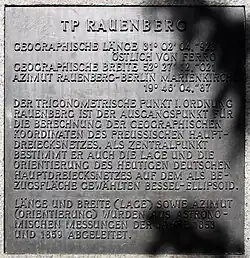 TP RAUENBERG
GEOGRAPHISCHE LÄNGE 31° 02' 04."928
ÖSTLICH VON FERRO
GEOGRAPHISCHE BREITE 52° 27' 12."021
AZIMUT RAUENBERG-BERLIN MARIENKIRCHE
19° 46' 04."87
DER TRIGONOMETRISCHE PUNKT I. ORDNUNG
RAUENBERG IST DER AUSGANGSPUNKT FÜR
DIE BERECHNUNG DER GEOGRAPHISCHEN
KOORDINATEN DES PREUSSISCHEN HAUPT-
DREIECKSNETZES. ALS ZENTRALPUNKT
BESTIMMT ER AUCH DIE LAGE UND DIE
ORIENTIERUNG DES HEUTIGEN DEUTSCHEN
HAUPTDREIECKSNETZES AUF DEM ALS BE-
ZUGSFLÄCHE GEWÄHLTEN BESSEL-ELLIPSOID.
LÄNGE UND BREITE (LAGE) SOWIE AZIMUT
(ORIENTIERUNG) WURDEN AUS ASTRONO-
MISCHEN MESSUNGEN DER JAHRE 1853
UND 1859 ABGELEITET.